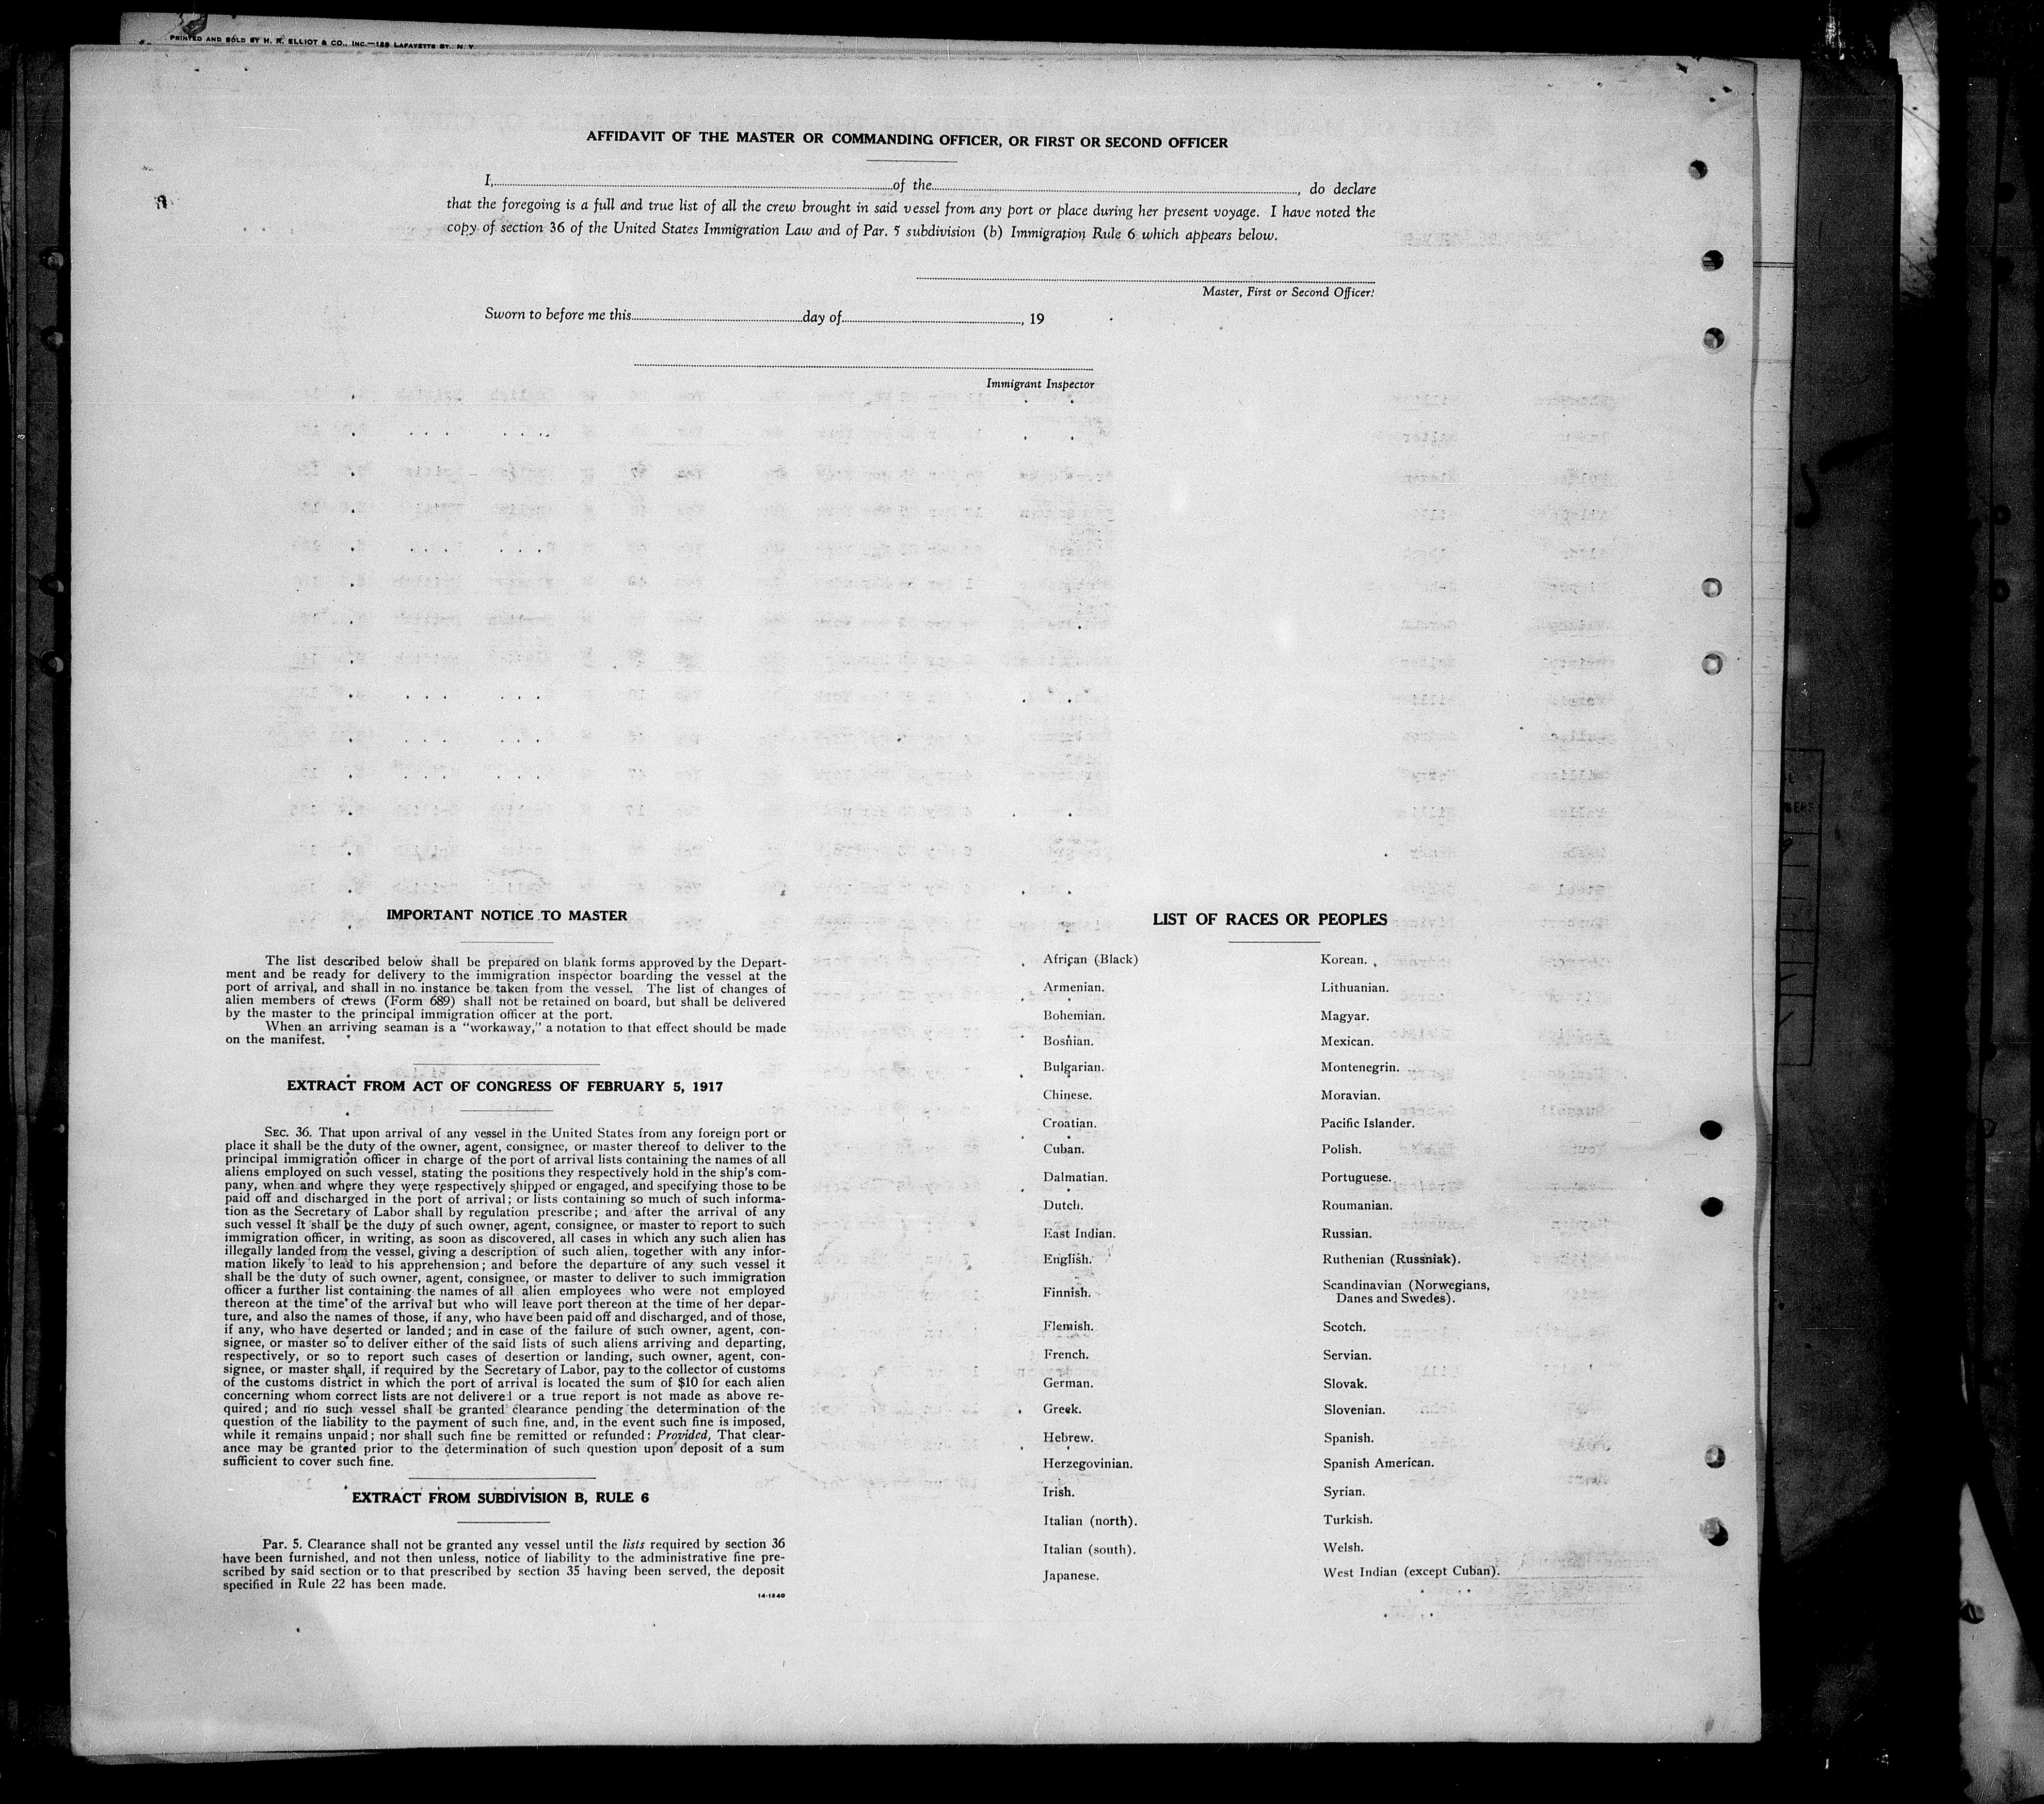 PRINTED AND SOLD BY H. R. ELLIOT & CO., INC.—129 LAFAYETTE ST., N. Y.
AFFIDAVIT OF THE MASTER OR COMMANDING OFFICER, OR FIRST OR SECOND OFFICER
I, of the , do declare
that the foregoing is a full and true list of all the crew brought in said vessel from any port or place during her present voyage. I have noted the
copy of section 36 of the United States Immigration Law and of Par. 5 subdivision (b) Immigration Rule 6 which appears below.
Master, First or Second Officer.
Sworn to before me this day of , 19
Immigrant Inspector
IMPORTANT NOTICE TO MASTER
The list described below shall be prepared on blank forms approved by the Depart-
ment and be ready for delivery to the immigration inspector boarding the vessel at the
port of arrival, and shall in no instance be taken from the vessel. The list of changes of
alien members of crews (Form 689) shall not be retained on board, but shall be delivered
by the master to the principal immigration officer at the port.
When an arriving seaman is a "workaway," a notation to that effect should be made
on the manifest.
EXTRACT FROM ACT OF CONGRESS OF FEBRUARY 5, 1917
SEC. 36. That upon arrival of any vessel in the United States from any foreign port or
place it shall be the duty of the owner, agent, consignee, or master thereof to deliver to the
principal immigration officer in charge of the port of arrival lists containing the names of all
aliens employed on such vessel, stating the positions they respectively hold in the ship's com-
pany, when and where they were respectively shipped or engaged, and specifying those to be
paid off and discharged in the port of arrival; or lists containing so much of such informa-
tion as the Secretary of Labor shall by regulation prescribe; and after the arrival of any
such vessel it shall be the duty of such owner, agent, consignee, or master to report to such
immigration officer, in writing, as soon as discovered, all cases in which any such alien has
illegally landed from the vessel, giving a description of such alien, together with any infor-
mation likely to lead to his apprehension; and before the departure of any such vessel it
shall be the duty of such owner, agent, consignee, or master to deliver to such immigration
officer a further list containing the names of all alien employees who were not employed
thereon at the time of the arrival but who will leave port thereon at the time of her depar-
ture, and also the names of those, if any, who have been paid off and discharged, and of those,
if any, who have deserted or landed; and in case of the failure of such owner, agent, con-
signee, or master so to deliver either of the said lists of such aliens arriving and departing,
respectively, or so to report such cases of desertion or landing, such owner, agent, con-
signee, or master shall, if required by the Secretary of Labor, pay to the collector of customs
of the customs district in which the port of arrival is located the sum of $10 for each alien
concerning whom correct lists are not delivered or a true report is not made as above re-
quired; and no such vessel shall be granted clearance pending the determination of the
question of the liability to the payment of such fine, and, in the event such fine is imposed,
while it remains unpaid; nor shall such fine be remitted or refunded: Provided, That clear-
ance may be granted prior to the determination of such question upon deposit of a sum
sufficient to cover such fine.
EXTRACT FROM SUBDIVISION B, RULE 6
Par. 5. Clearance shall not be granted any vessel until the lists required by section 36
have been furnished, and not then unless, notice of liability to the administrative fine pre-
scribed by said section or to that prescribed by section 35 having been served, the deposit
specified in Rule 22 has been made.
14-1240
LIST OF RACES OR PEOPLES
African (Black)
Armenian.
Bohemian.
Bosnian.
Bulgarian.
Chinese.
Croatian.
Cuban.
Dalmatian.
Dutch.
East Indian.
English.
Finnish.
Flemish.
French.
German.
Greek.
Hebrew.
Herzegovinian.
Irish.
Italian (north).
Italian (south).
Japanese.
Korean.
Lithuanian.
Magyar.
Mexican.
Montenegrin.
Moravian.
Pacific Islander.
Polish.
Portuguese.
Roumanian.
Russian.
Ruthenian (Russniak).
Scandinavian (Norwegians,
Danes and Swedes).
Scotch.
Servian.
Slovak.
Slovenian.
Spanish.
Spanish American.
Syrian.
Turkish.
Welsh.
West Indian (except Cuban).